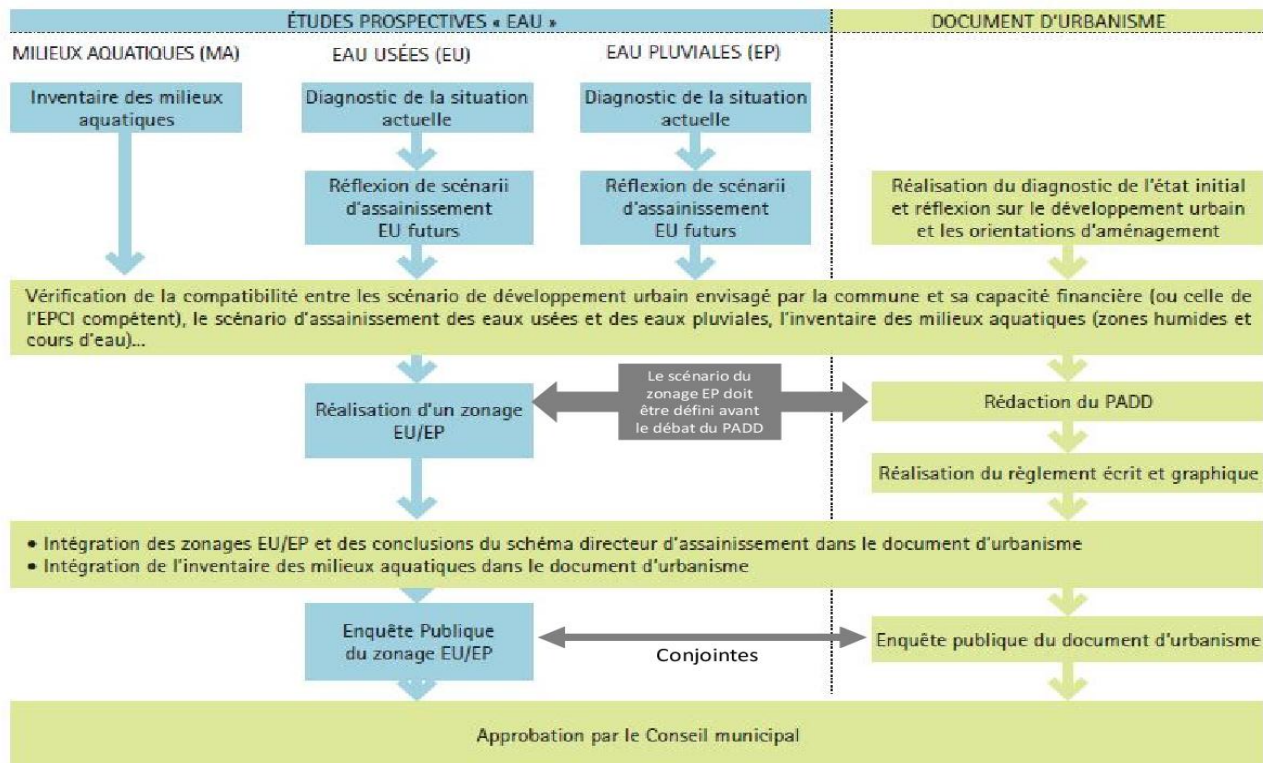 ÉTUDES PROSPECTIVES « EAU »
DOCUMENT D'URBANISME
MILIEUX AQUATIQUES (MA)
EAU USÉES (EU)
EAU PLUVIALES (EP)
Inventaire des milieux
aquatiques
Diagnostic de la situation
actuelle
Diagnostic de la situation
actuelle
Réflexion de scénarii
d'assainissement
EU futurs
Réflexion de scénarii
d'assainissement
EU futurs
Réalisation du diagnostic de l'état initial
et réflexion sur le développement urbain
et les orientations d'aménagement
Vérification de la compatibilité entre les scénario de développement urbain envisagé par la commune et sa capacité financière (ou celle de
l'EPCI compétent), le scénario d'assainissement des eaux usées et des eaux pluviales, l'inventaire des milieux aquatiques (zones humides et
cours d'eau)...
Réalisation d'un zonage
EU/EP
Le scénario du
zonage EP doit
être défini avant
le débat du PADD
Rédaction du PADD
Réalisation du règlement écrit et graphique
• Intégration des zonages EU/EP et des conclusions du schéma directeur d'assainissement dans le document d'urbanisme
• Intégration de l'inventaire des milieux aquatiques dans le document d'urbanisme
Enquête Publique
du zonage EU/EP
Conjointes
Enquête publique du document d'urbanisme
Approbation par le Conseil municipal